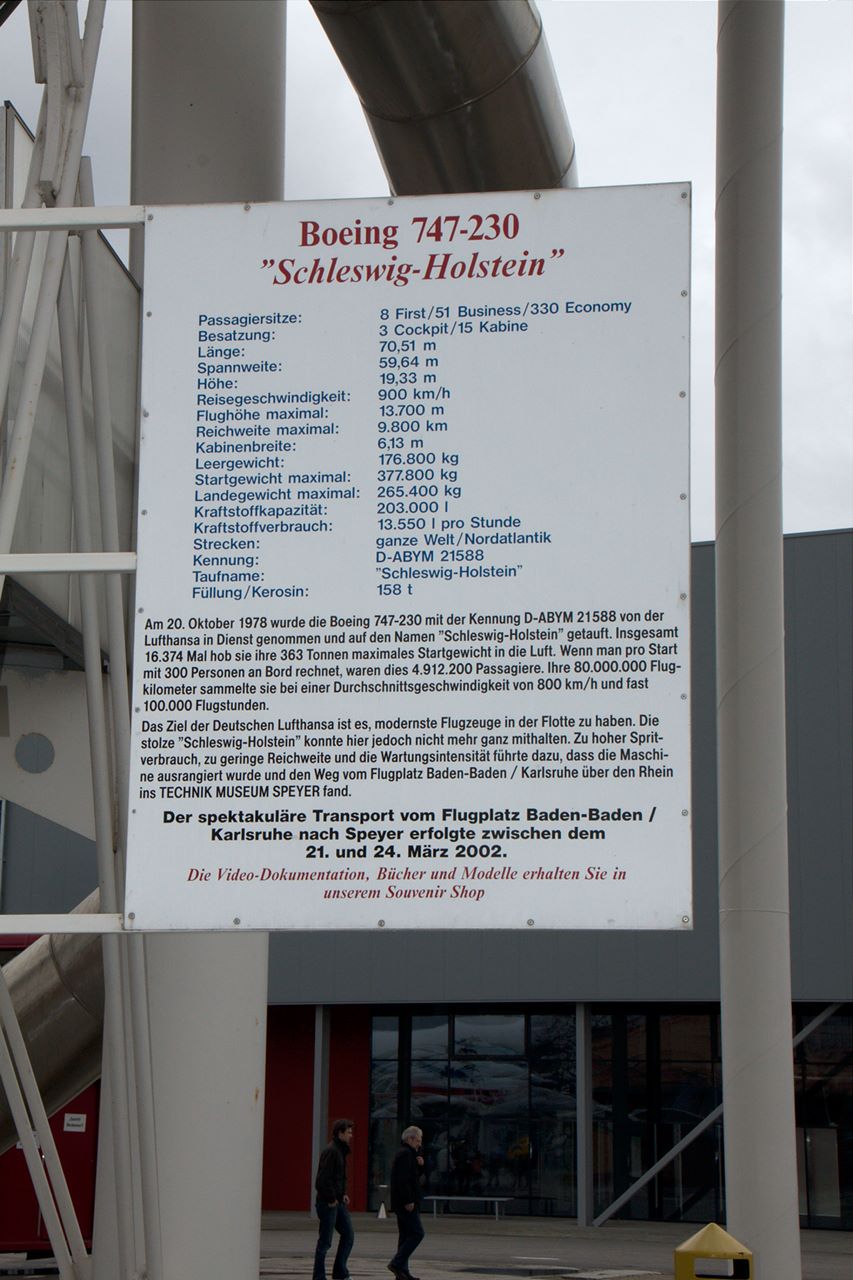 Boeing 747-230
"Schleswig-Holstein"
Passagiersitze: 8 First/51 Business/330 Economy
Besatzung: 3 Cockpit/15 Kabine
Länge: 70,51 m
Spannweite: 59,64 m
Höhe: 19,33 m
Reisegeschwindigkeit: 900 km/h
Flughöhe maximal: 13.700 m
Reichweite maximal: 9.800 km
Kabinenbreite: 6,13 m
Leergewicht: 176.800 kg
Startgewicht maximal: 377.800 kg
Landegewicht maximal: 265.400 kg
Kraftstoffkapazität: 203.000 l
Kraftstoffverbrauch: 13.550 l pro Stunde
Strecken: ganze Welt/Nordatlantik
Kennung: D-ABYM 21588
Taufname: "Schleswig-Holstein"
Füllung/Kerosin: 158 t
Am 20. Oktober 1978 wurde die Boeing 747-230 mit der Kennung D-ABYM 21588 von der
Lufthansa in Dienst genommen und auf den Namen "Schleswig-Holstein" getauft. Insgesamt
16.374 Mal hob sie ihre 363 Tonnen maximales Startgewicht in die Luft. Wenn man pro Start
mit 300 Personen an Bord rechnet, waren dies 4.912.200 Passagiere. Ihre 80.000.000 Flug-
kilometer sammelte sie bei einer Durchschnittsgeschwindigkeit von 800 km/h und fast
100.000 Flugstunden.
Das Ziel der Deutschen Lufthansa ist es, modernste Flugzeuge in der Flotte zu haben. Die
stolze "Schleswig-Holstein" konnte hier jedoch nicht mehr ganz mithalten. Zu hoher Sprit-
verbrauch, zu geringe Reichweite und die Wartungsintensität führte dazu, dass die Maschi-
ne ausrangiert wurde und den Weg vom Flugplatz Baden-Baden / Karlsruhe über den Rhein
ins TECHNIK MUSEUM SPEYER fand.
Der spektakuläre Transport vom Flugplatz Baden-Baden /
Karlsruhe nach Speyer erfolgte zwischen dem
21. und 24. März 2002.
Die Video-Dokumentation, Bücher und Modelle erhalten Sie in
unserem Souvenir Shop